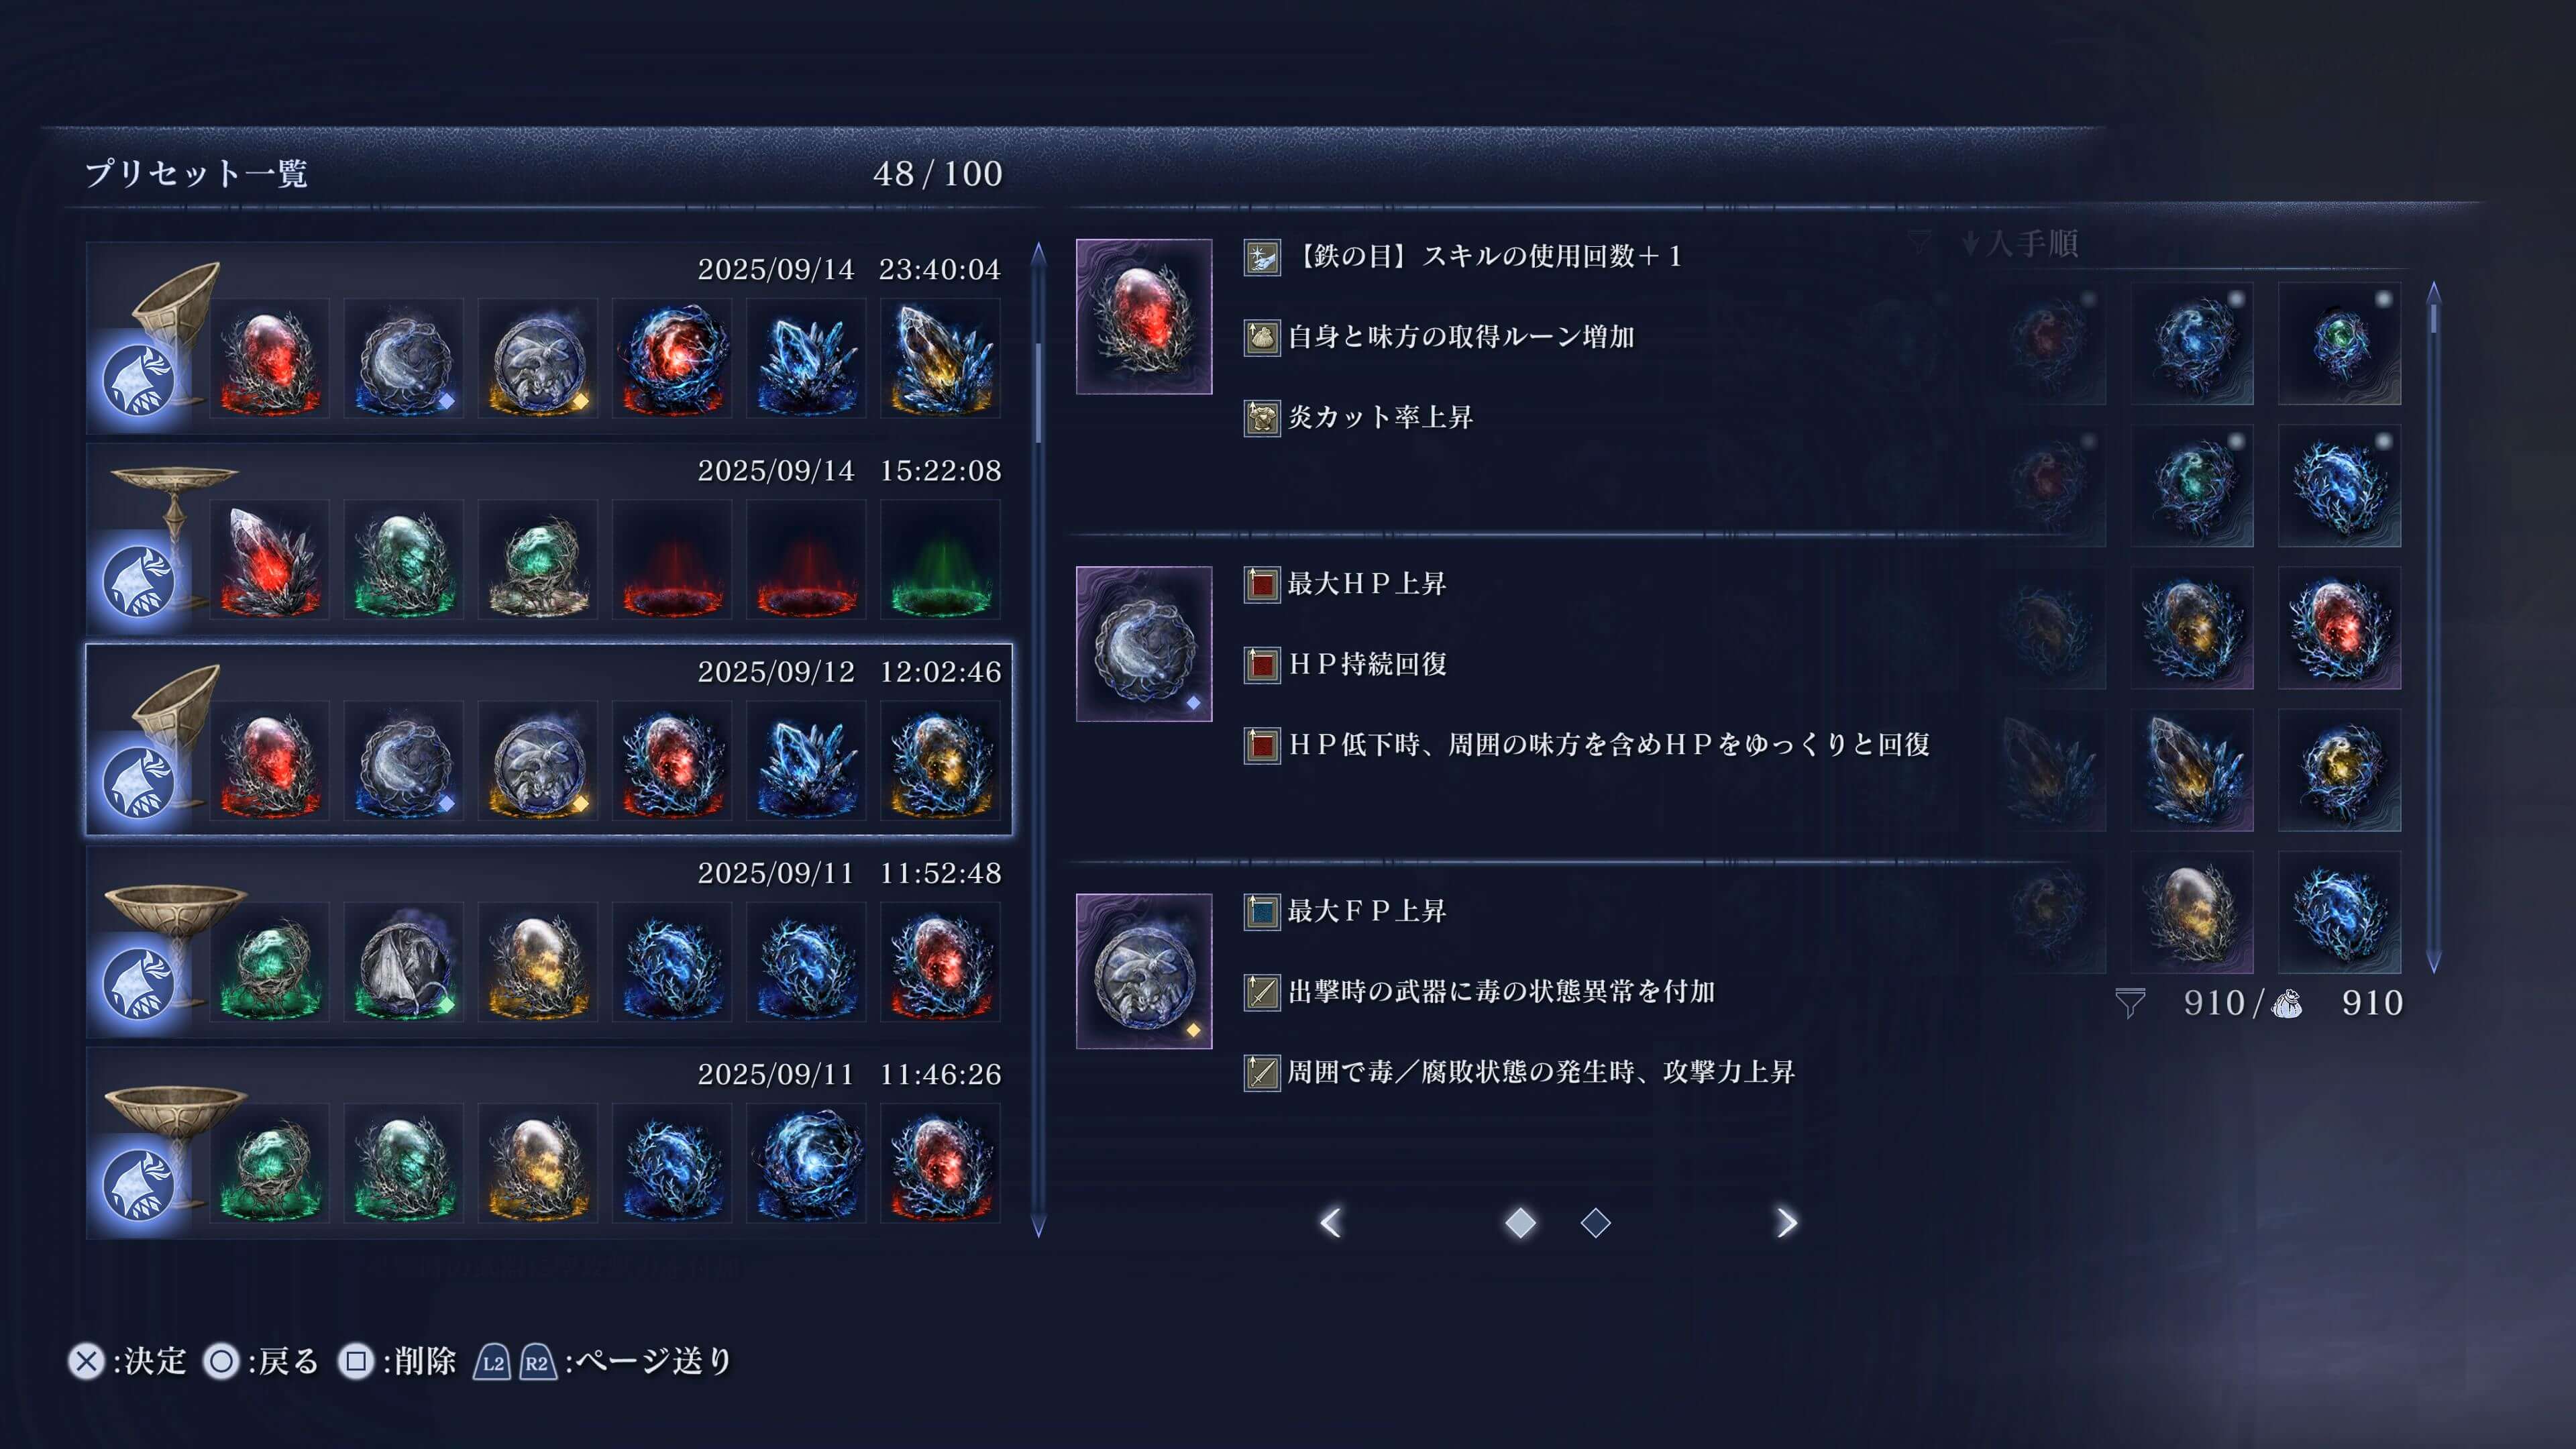 プリセット一覧 48/100
2025/09/14 23:40:04
2025/09/14 15:22:08
2025/09/12 12:02:46
2025/09/11 11:52:48
2025/09/11 11:46:26
【鉄の目】スキルの使用回数＋1
自身と味方の取得ルーン増加
炎カット率上昇
最大ＨＰ上昇
ＨＰ持続回復
ＨＰ低下時、周囲の味方を含めＨＰをゆっくりと回復
最大ＦＰ上昇
出撃時の武器に毒の状態異常を付加
周囲で毒／腐敗状態の発生時、攻撃力上昇
入手順
910/ 910
:決定 :戻る :削除 L2 R2 :ページ送り